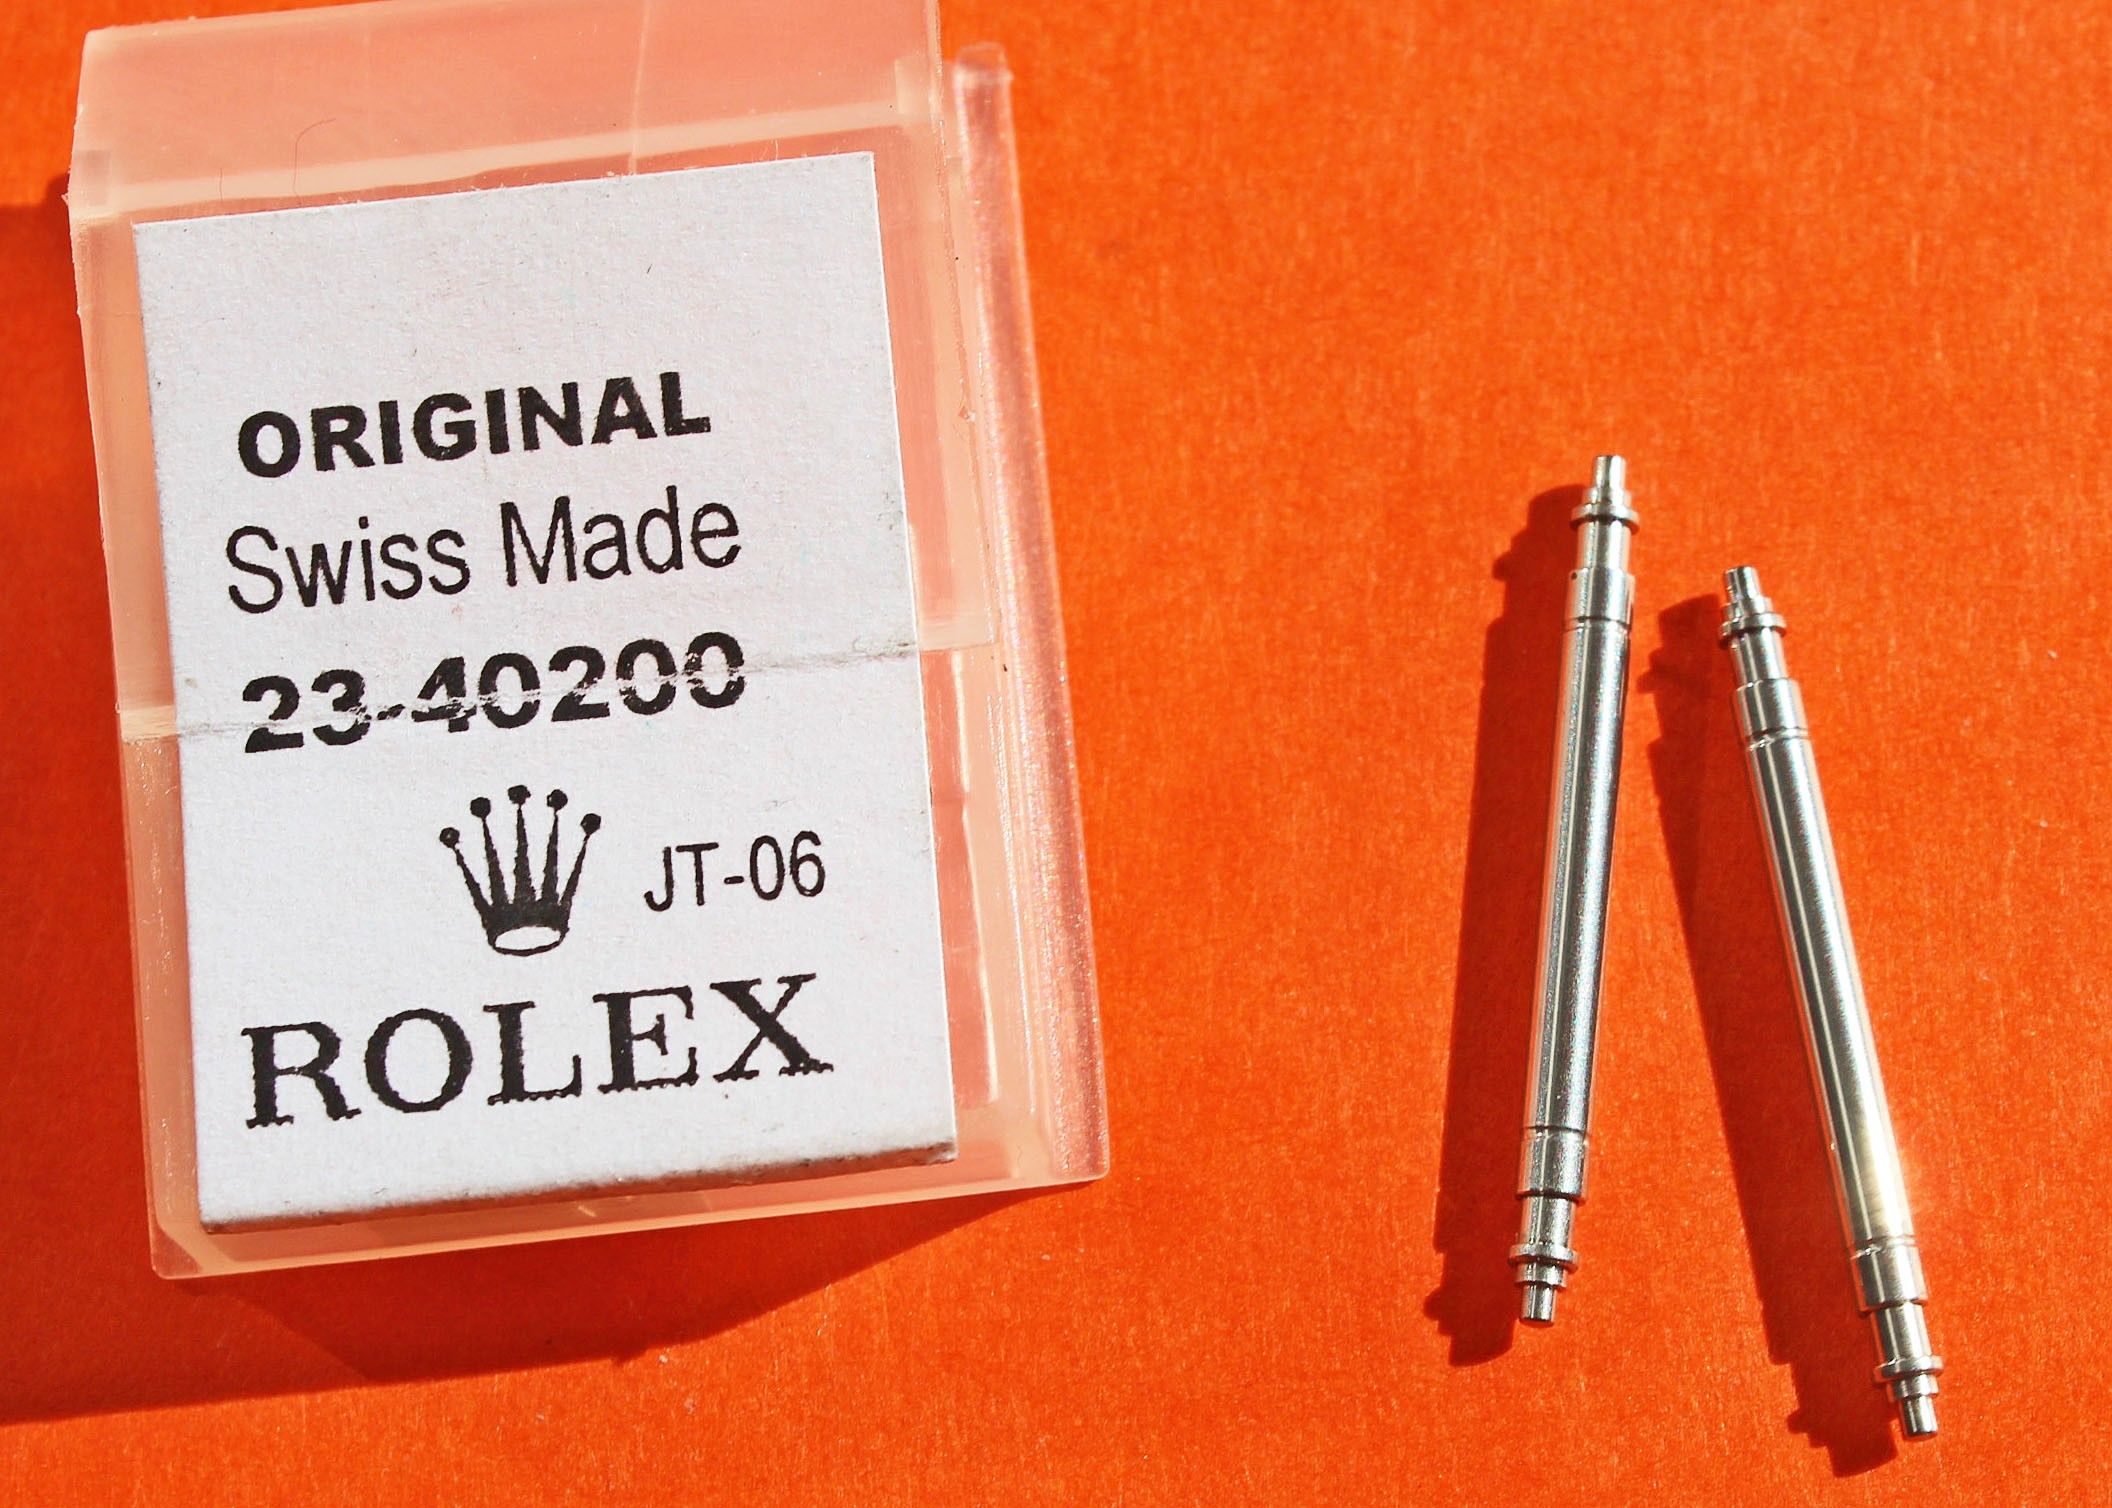 ORIGINAL
Swiss Made
23-40200
JT-06
ROLEX